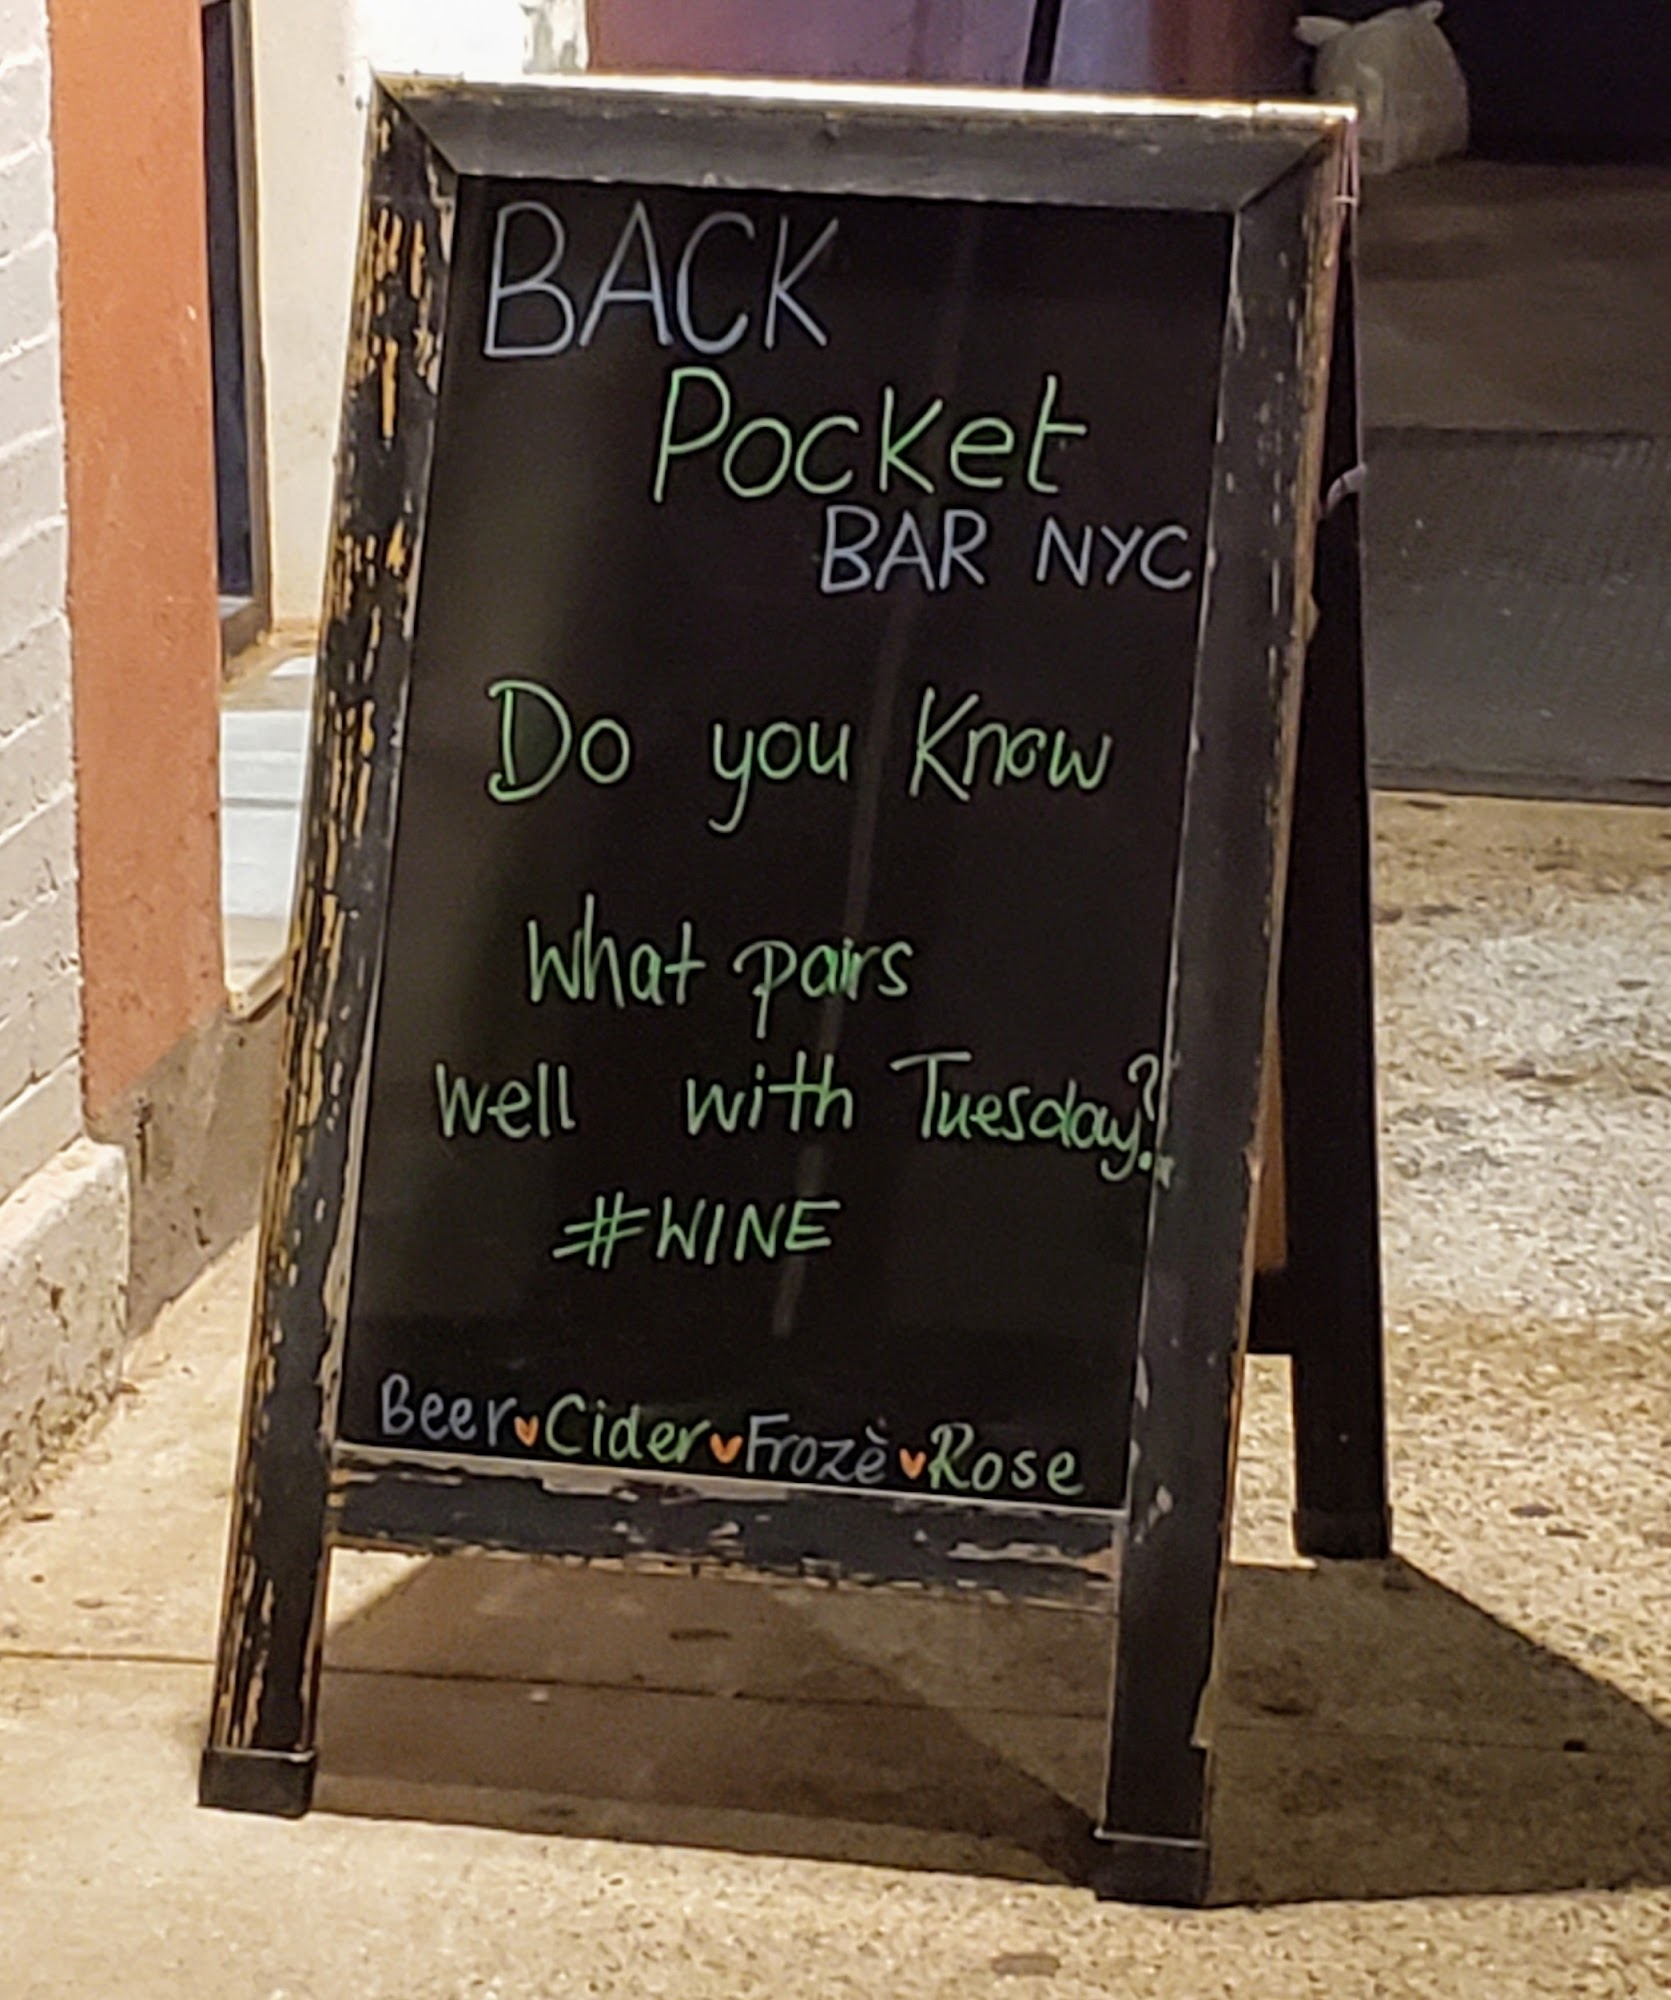 BACK
Pocket
BAR NYC
Do you Know
What pairs
well with Tuesday?
#WINE
Beer Cider Frozè Rose